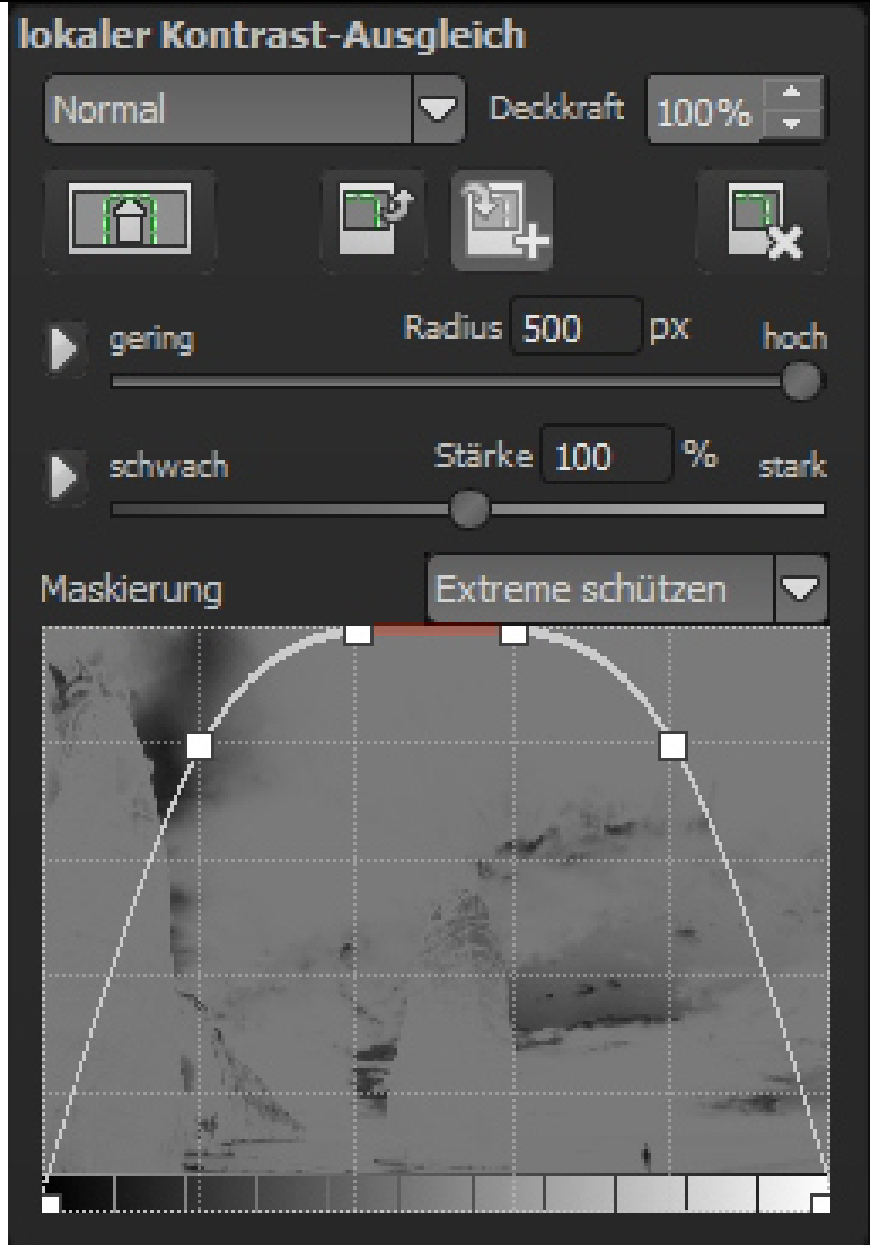 lokaler Kontrast-Ausgleich
Normal Deckkraft 100%
gering Radius 500 px hoch
schwach Stärke 100 % stark
Maskierung Extreme schützen